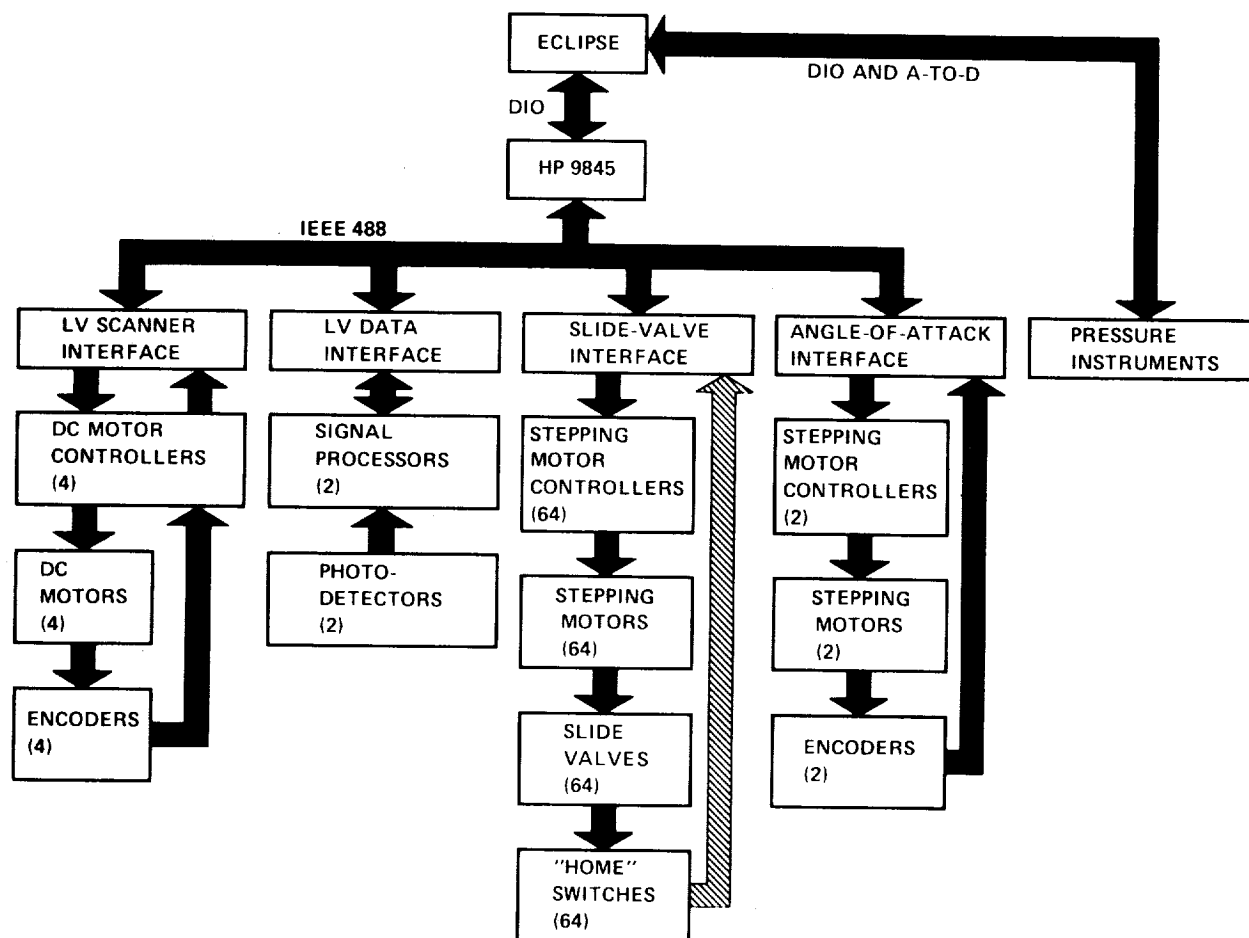 ECLIPSE
DIO AND A-TO-D
DIO
HP 9845
IEEE 488
LV SCANNER
INTERFACE
LV DATA
INTERFACE
SLIDE-VALVE
INTERFACE
ANGLE-OF-ATTACK
INTERFACE
PRESSURE
INSTRUMENTS
DC MOTOR
CONTROLLERS
(4)
SIGNAL
PROCESSORS
(2)
STEPPING
MOTOR
CONTROLLERS
(64)
STEPPING
MOTOR
CONTROLLERS
(2)
DC
MOTORS
(4)
PHOTO-
DETECTORS
(2)
STEPPING
MOTORS
(64)
STEPPING
MOTORS
(2)
ENCODERS
(4)
SLIDE
VALVES
(64)
ENCODERS
(2)
"HOME"
SWITCHES
(64)